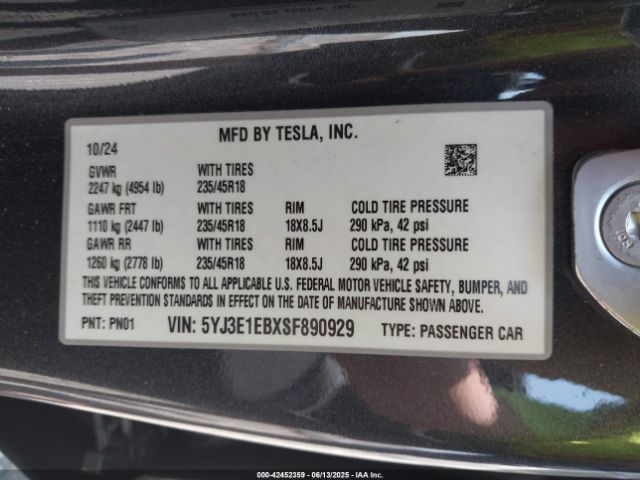 MFD BY TESLA, INC.
10/24
GVWR WITH TIRES
2247 kg (4954 lb) 235/45R18
GAWR FRT WITH TIRES RIM COLD TIRE PRESSURE
1110 kg (2447 lb) 235/45R18 18X8.5J 290 kPa, 42 psi
GAWR RR WITH TIRES RIM COLD TIRE PRESSURE
1260 kg (2778 lb) 235/45R18 18X8.5J 290 kPa, 42 psi
THIS VEHICLE CONFORMS TO ALL APPLICABLE U.S. FEDERAL MOTOR VEHICLE SAFETY, BUMPER, AND
THEFT PREVENTION STANDARDS IN EFFECT ON THE DATE OF MANUFACTURE SHOWN ABOVE.
PNT: PN01 VIN: 5YJ3E1EBXSF890929 TYPE: PASSENGER CAR
000-42452359 | 06/13/2025 - IAA Inc.